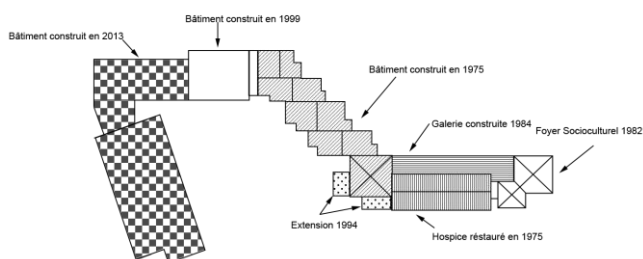 Bâtiment construit en 1999
Bâtiment construit en 2013
Bâtiment construit en 1975
Galerie construite 1984
Foyer Socioculturel 1982
Extension 1994
Hospice réstauré en 1975